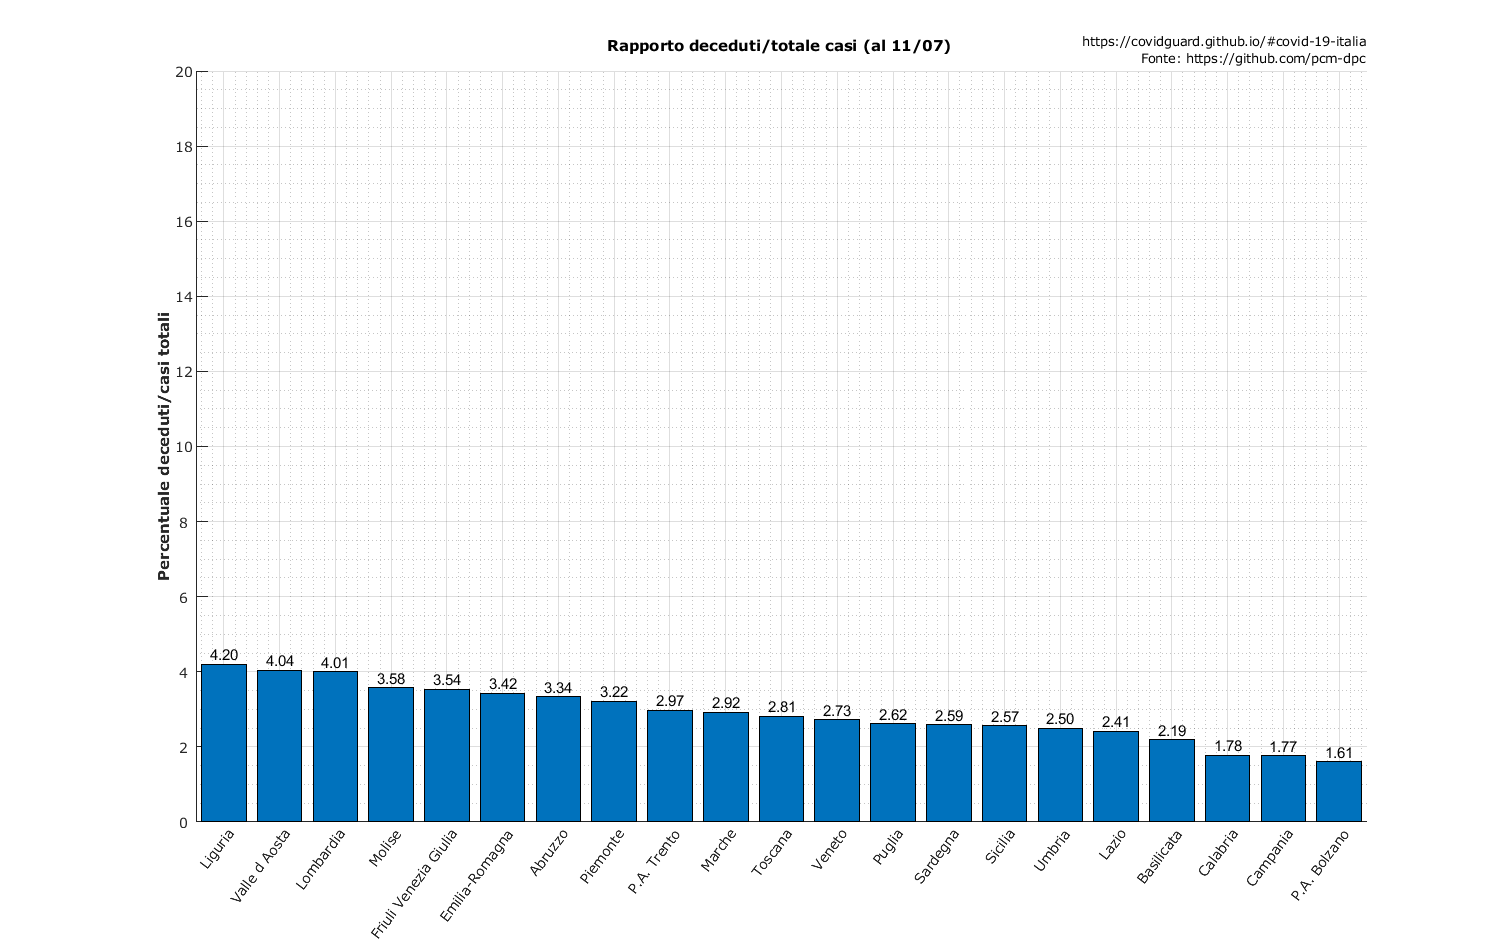 Rapporto deceduti/totale casi (al 11/07)
https://covidguard.github.io/#covid-19-italia
Fonte: https://github.com/pcm-dpc
Percentuale deceduti/casi totali
20
18
16
14
12
10
8
6
4
2
0
4.20
4.04
4.01
3.58
3.54
3.42
3.34
3.22
2.97
2.92
2.81
2.73
2.62
2.59
2.57
2.50
2.41
2.19
1.78
1.77
1.61
Liguria
Valle d Aosta
Lombardia
Molise
Friuli Venezia Giulia
Emilia-Romagna
Abruzzo
Piemonte
P.A. Trento
Marche
Toscana
Veneto
Puglia
Sardegna
Sicilia
Umbria
Lazio
Basilicata
Calabria
Campania
P.A. Bolzano